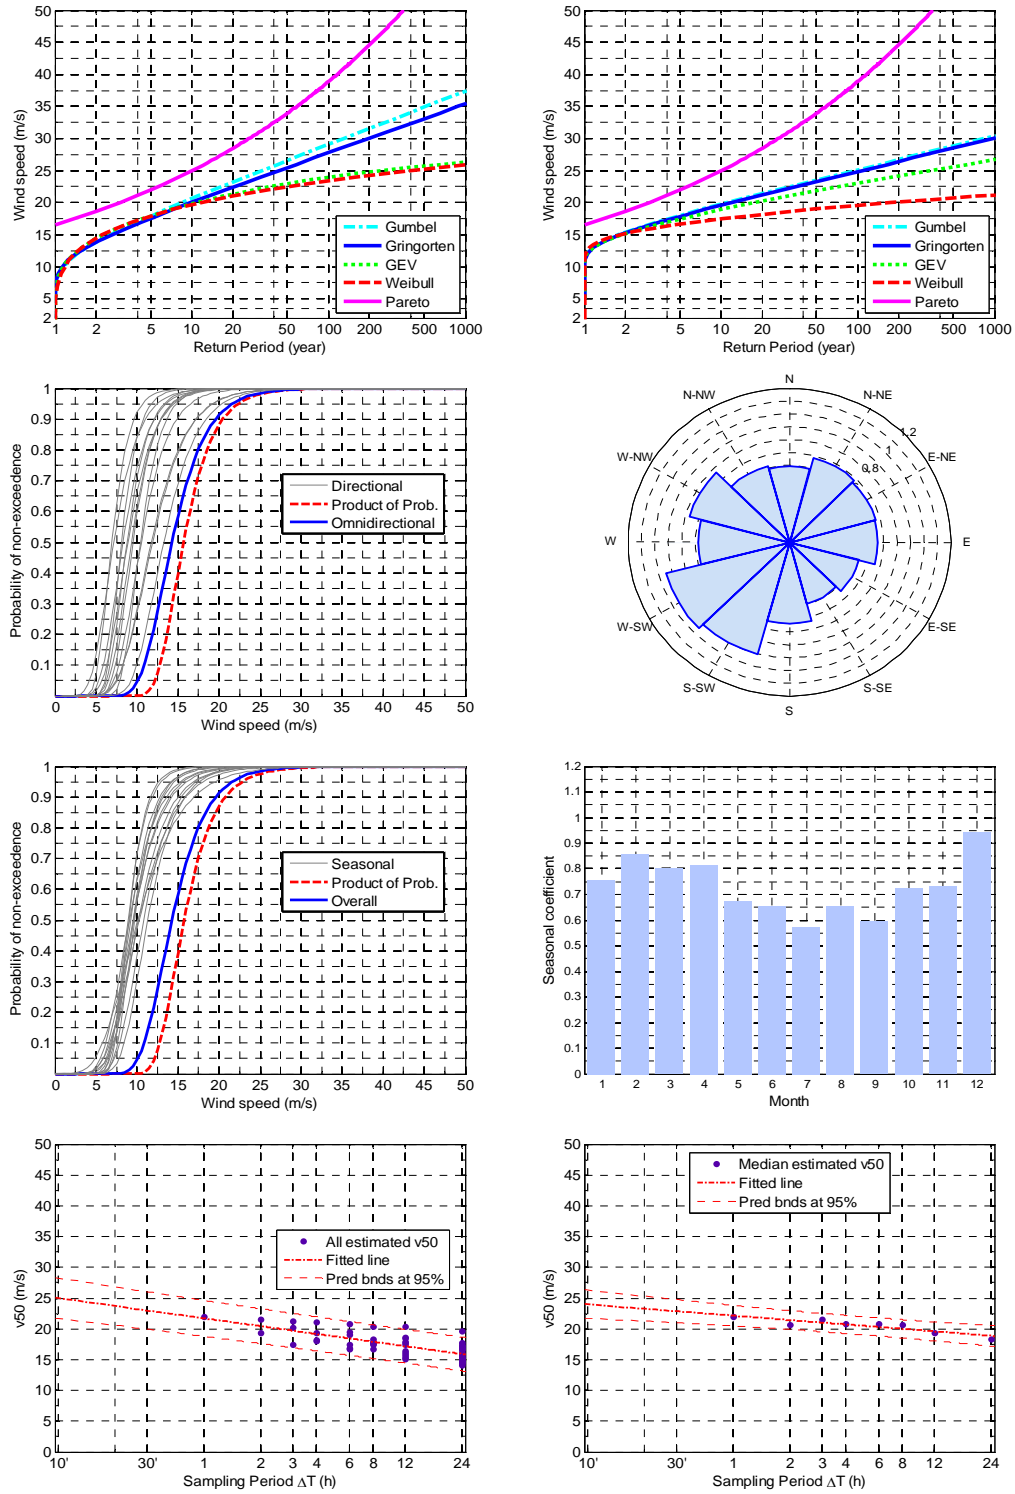 50
45
40
35
30
25
20
15
10
5
2
Wind speed (m/s)
Gumbel
Gringorten
GEV
Weibull
Pareto
1 2 5 10 20 50 100 200 500 1000
Return Period (year)
50
45
40
35
30
25
20
15
10
5
2
Wind speed (m/s)
Gumbel
Gringorten
GEV
Weibull
Pareto
1 2 5 10 20 50 100 200 500 1000
Return Period (year)
1
0.9
0.8
0.7
0.6
0.5
0.4
0.3
0.2
0.1
Probability of non-exceedence
Directional
Product of Prob.
Omnidirectional
0 5 10 15 20 25 30 35 40 45 50
Wind speed (m/s)
N
N-NW
N-NE
1.2
1
0.8
W-NW
E-NE
W
E
W-SW
E-SE
S-SW
S-SE
S
1
0.9
0.8
0.7
0.6
0.5
0.4
0.3
0.2
0.1
Probability of non-exceedence
Seasonal
Product of Prob.
Overall
0 5 10 15 20 25 30 35 40 45 50
Wind speed (m/s)
1.2
1.1
1
0.9
0.8
0.7
0.6
0.5
0.4
0.3
0.2
0.1
0
Seasonal coefficient
1 2 3 4 5 6 7 8 9 10 11 12
Month
50
45
40
35
30
25
20
15
10
5
0
v50 (m/s)
All estimated v50
Fitted line
Pred bnds at 95%
10' 30' 1 2 3 4 6 8 12 24
Sampling Period ΔT (h)
50
45
40
35
30
25
20
15
10
5
0
v50 (m/s)
Median estimated v50
Fitted line
Pred bnds at 95%
10' 30' 1 2 3 4 6 8 12 24
Sampling Period ΔT (h)